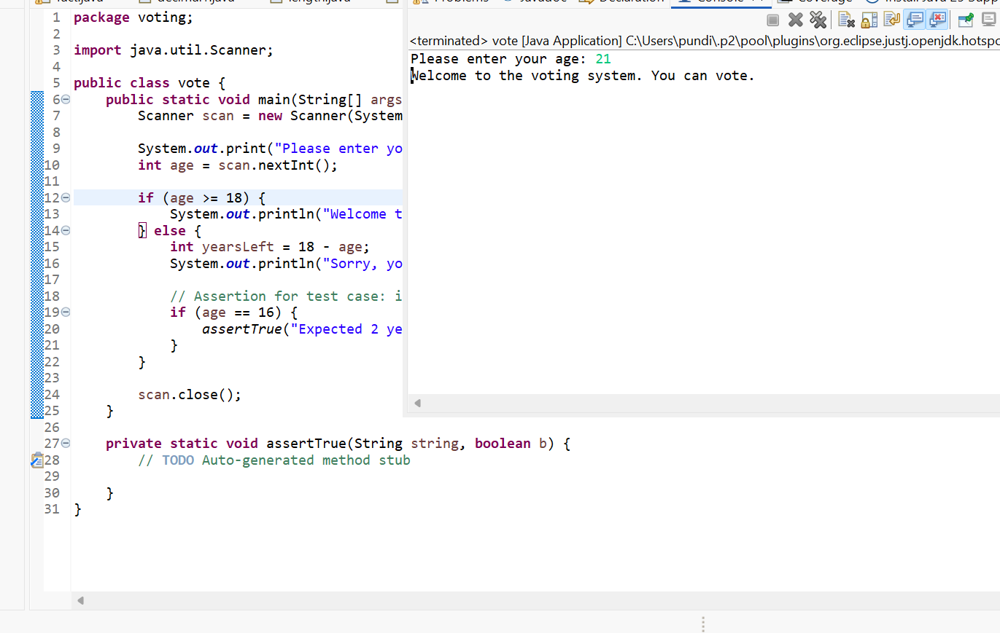 Problems Javadoc Declaration Console Coverage
1 package voting;
2
3 import java.util.Scanner;
4
5 public class vote {
6 public static void main(String[] args
7 Scanner scan = new Scanner(System
8
9 System.out.print("Please enter yo
10 int age = scan.nextInt();
11
12 if (age >= 18) {
13 System.out.println("Welcome t
14 } else {
15 int yearsLeft = 18 - age;
16 System.out.println("Sorry, yo
17
18 // Assertion for test case: i
19 if (age == 16) {
20 assertTrue("Expected 2 ye
21 }
22 }
23
24 scan.close();
25 }
26
27 private static void assertTrue(String string, boolean b) {
28 // TODO Auto-generated method stub
29
30 }
31 }
<terminated> vote [Java Application] C:\Users\pundi\.p2\pool\plugins\org.eclipse.justj.openjdk.hotspo
Please enter your age: 21
Welcome to the voting system. You can vote.